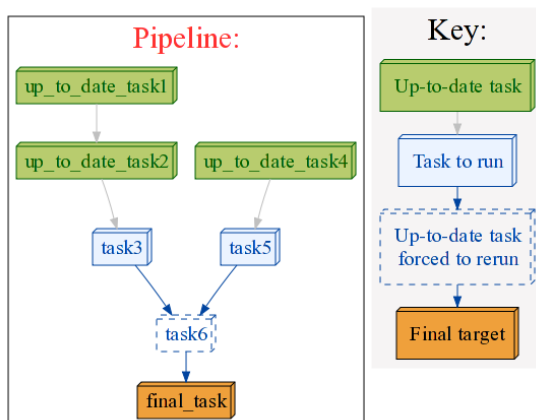 Pipeline:
up_to_date_task1
up_to_date_task2
up_to_date_task4
task3
task5
task6
final_task
Key:
Up-to-date task
Task to run
Up-to-date task
forced to rerun
Final target